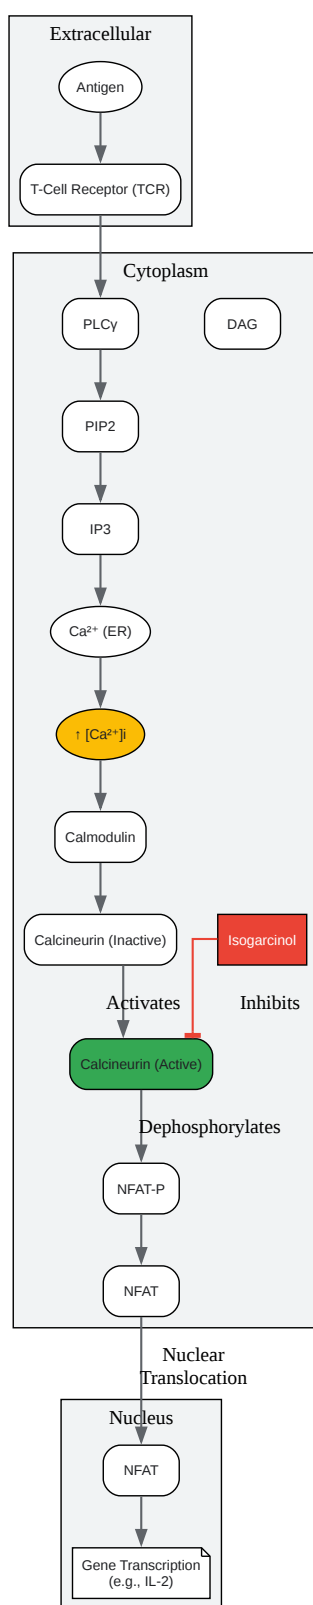 Extracellular
Antigen
T-Cell Receptor (TCR)
Cytoplasm
PLCγ
DAG
PIP2
IP3
Ca²⁺ (ER)
↑ [Ca²⁺]i
Calmodulin
Calcineurin (Inactive)
Isogarcinol
Activates
Inhibits
Calcineurin (Active)
Dephosphorylates
NFAT-P
NFAT
Nuclear
Translocation
Nucleus
NFAT
Gene Transcription
(e.g., IL-2)